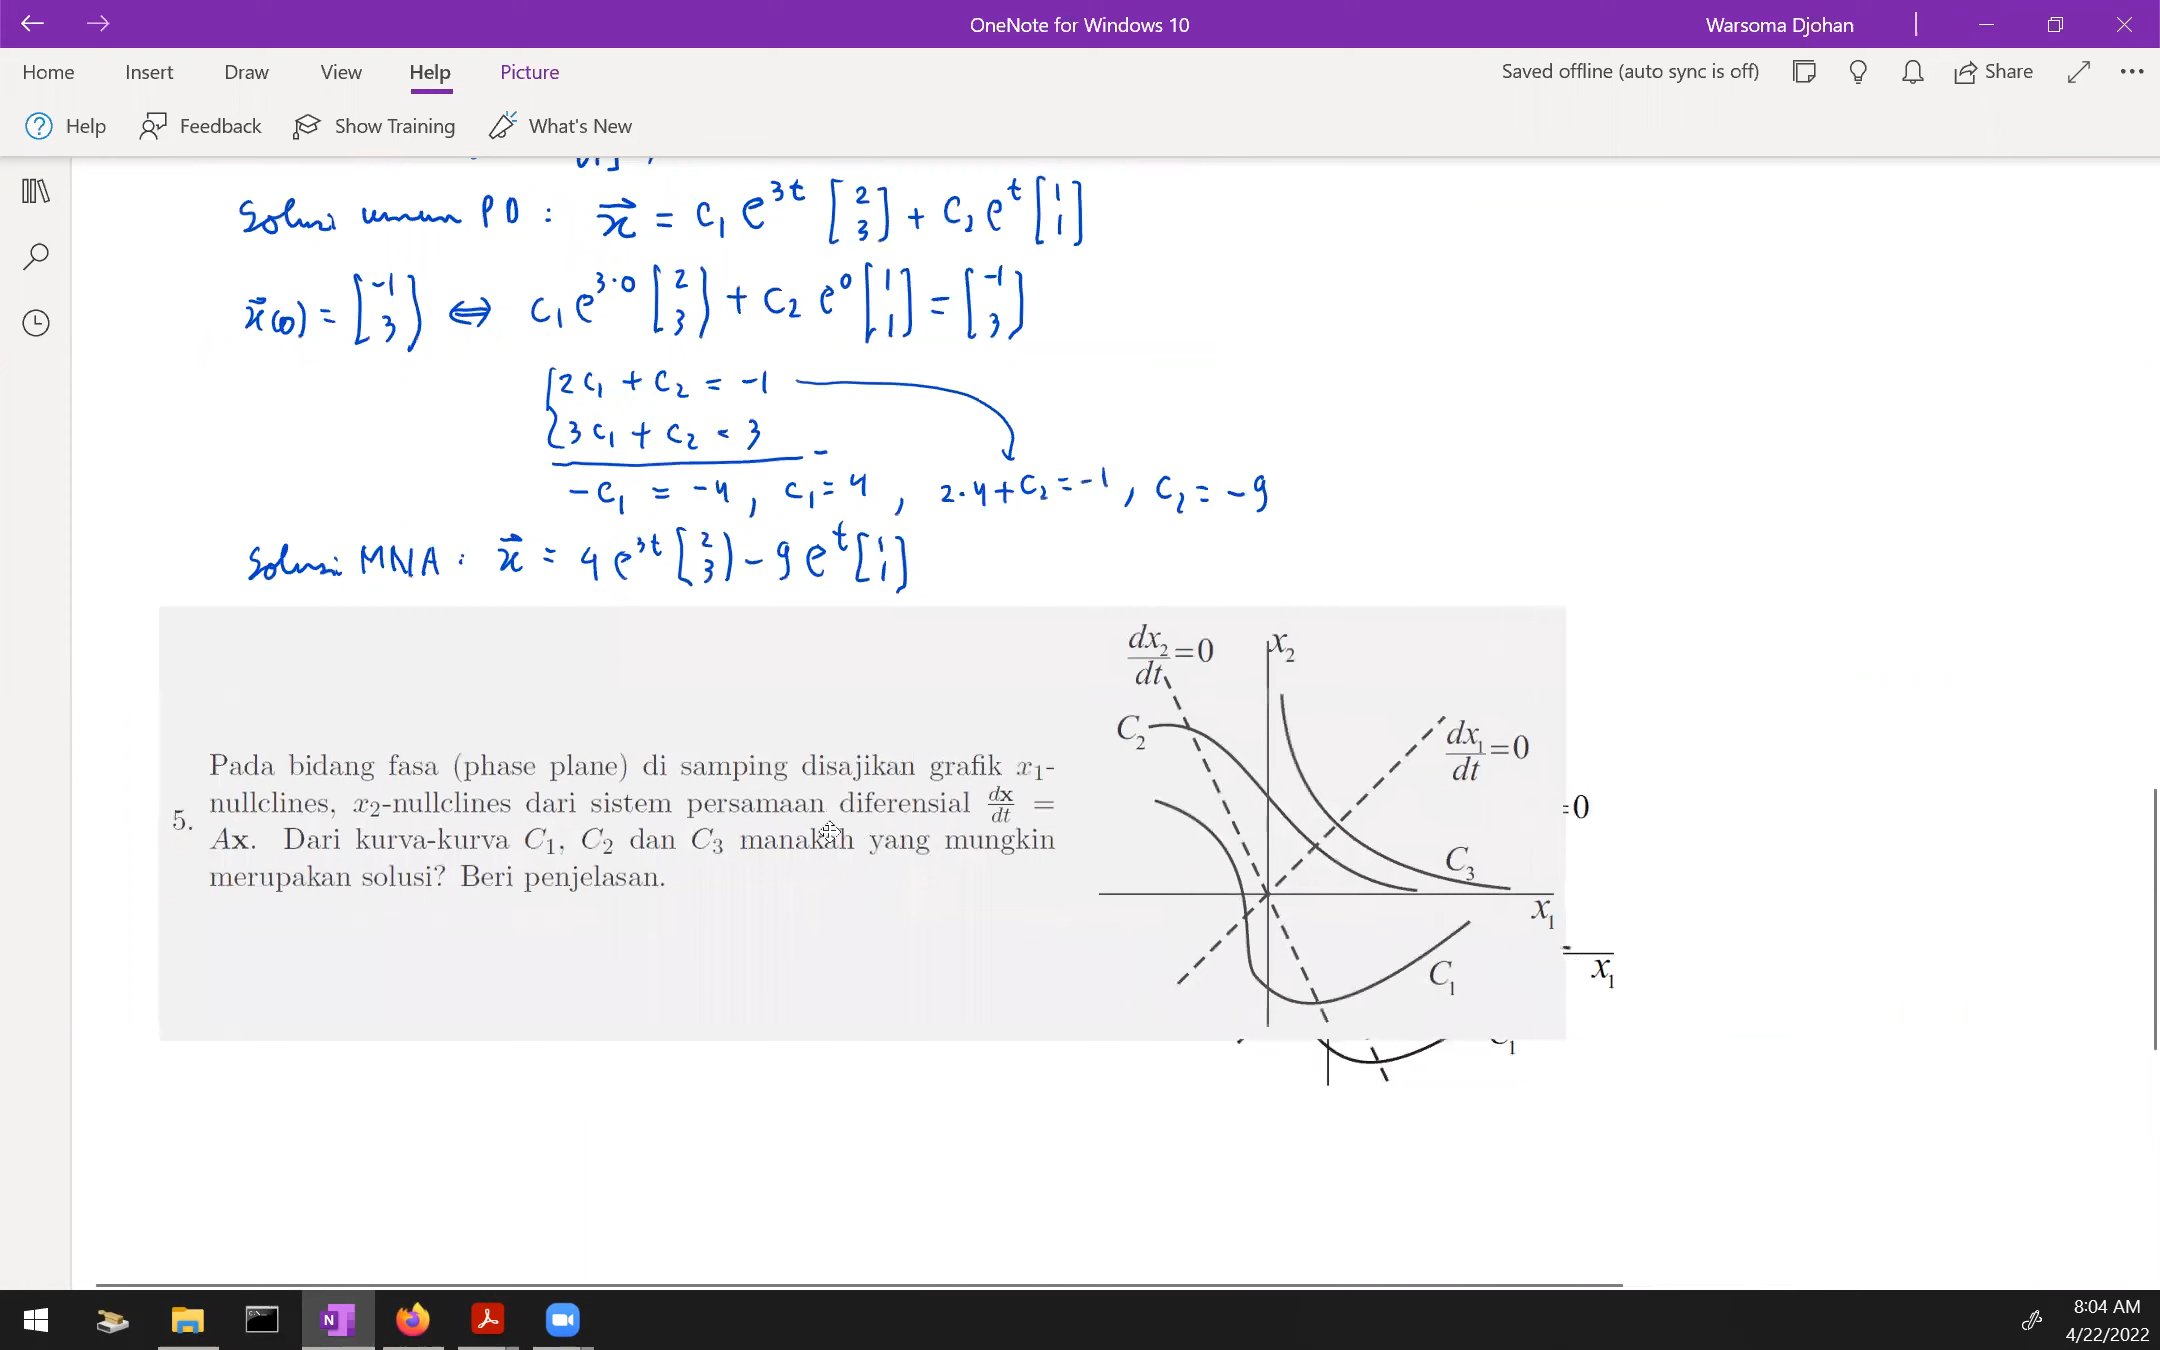 OneNote for Windows 10
Warsoma Djohan
Home Insert Draw View Help Picture
Saved offline (auto sync is off) Share
Help Feedback Show Training What's New
Solusi umum PD : x⃗ = C₁ e^{3t} [2 3] + C₂ e^{t} [1 1]
x⃗(0) = [-1 3] ⇔ C₁ e^{3·0} [2 3] + C₂ e^{0} [1 1] = [-1 3]
2C₁ + C₂ = -1
3C₁ + C₂ = 3
-C₁ = -4 , C₁ = 4 , 2·4 + C₂ = -1 , C₂ = -9
Solusi MNA : x⃗ = 4 e^{3t} [2 3] - 9 e^{t} [1 1]
5. Pada bidang fasa (phase plane) di samping disajikan grafik x₁-
nullclines, x₂-nullclines dari sistem persamaan diferensial dx/dt =
Ax. Dari kurva-kurva C₁, C₂ dan C₃ manakah yang mungkin
merupakan solusi? Beri penjelasan.
dx₂/dt=0
x₂
C₂
dx₁/dt=0
C₃
x₁
C₁
=0
x₁
8:04 AM
4/22/2022